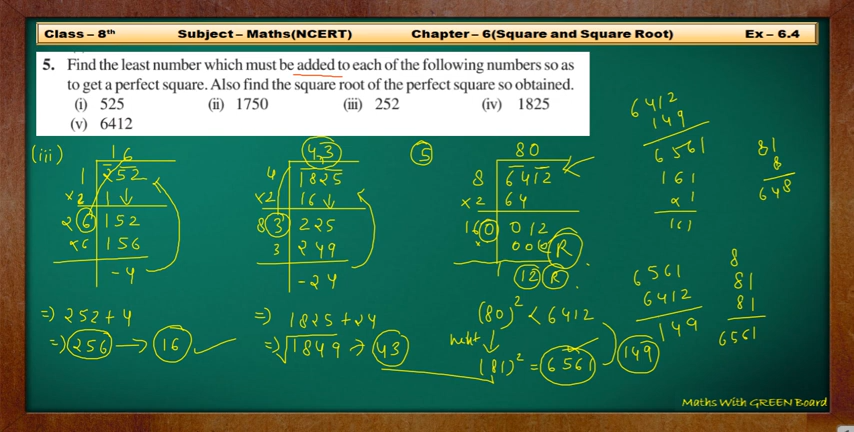 Class – 8th Subject – Maths(NCERT) Chapter – 6(Square and Square Root) Ex – 6.4
5. Find the least number which must be added to each of the following numbers so as
to get a perfect square. Also find the square root of the perfect square so obtained.
(i) 525 (ii) 1750 (iii) 252 (iv) 1825
(v) 6412
(iii)
16
1 252
×2 1 ↓
26 152
×6 156
-4
=) 252+4
=) 256 → 16
43
4 1825
×2 16 ↓
83 225
3 249
-24
=) 1825+24
=) √1849 → 43
5
80
8 6412
×2 64
160 012
× 000 R
12 R
(80)² < 6412
next ↓
(81)² = 6561 149
6412
149
6561
161
×1
161
81
8
648
6561
6412
149
8
81
81
6561
Maths With GREEN Board